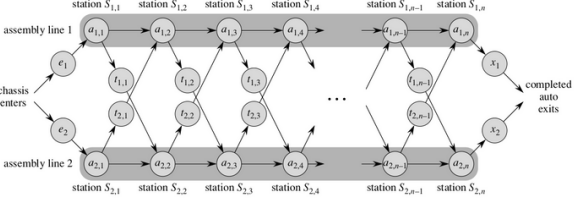 station S1,1 station S1,2 station S1,3 station S1,4 station S1,n–1 station S1,n
assembly line 1 a1,1 a1,2 a1,3 a1,4 a1,n–1 a1,n
e1 x1
t1,1 t1,2 t1,3 t1,n–1
chassis completed
enters ... auto
exits
t2,1 t2,2 t2,3 t2,n–1
e2 x2
assembly line 2 a2,1 a2,2 a2,3 a2,4 a2,n–1 a2,n
station S2,1 station S2,2 station S2,3 station S2,4 station S2,n–1 station S2,n